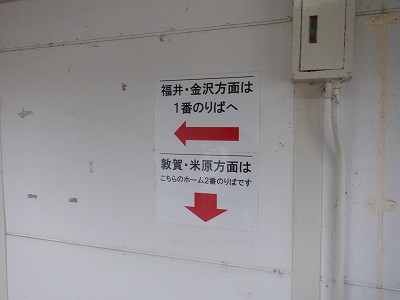 福井・金沢方面は
1番のりばへ
敦賀・米原方面は
こちらのホーム2番のりばです